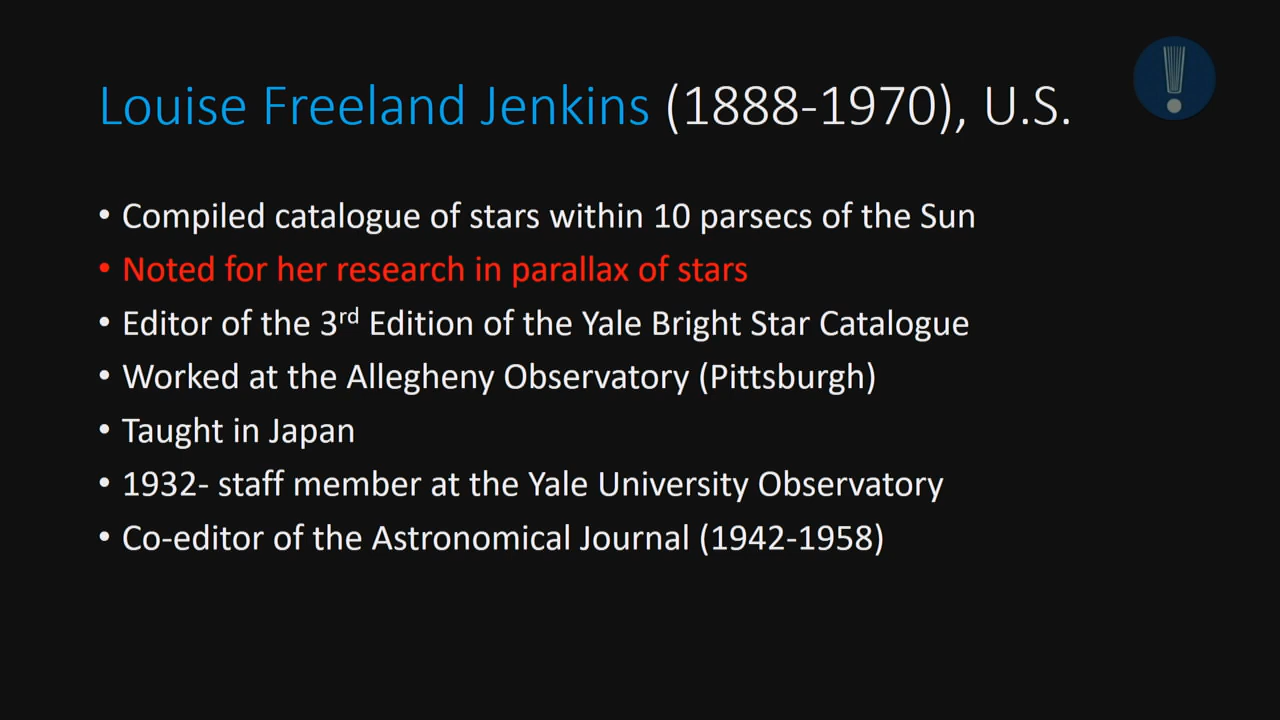 Louise Freeland Jenkins (1888-1970), U.S.
• Compiled catalogue of stars within 10 parsecs of the Sun
• Noted for her research in parallax of stars
• Editor of the 3rd Edition of the Yale Bright Star Catalogue
• Worked at the Allegheny Observatory (Pittsburgh)
• Taught in Japan
• 1932- staff member at the Yale University Observatory
• Co-editor of the Astronomical Journal (1942-1958)